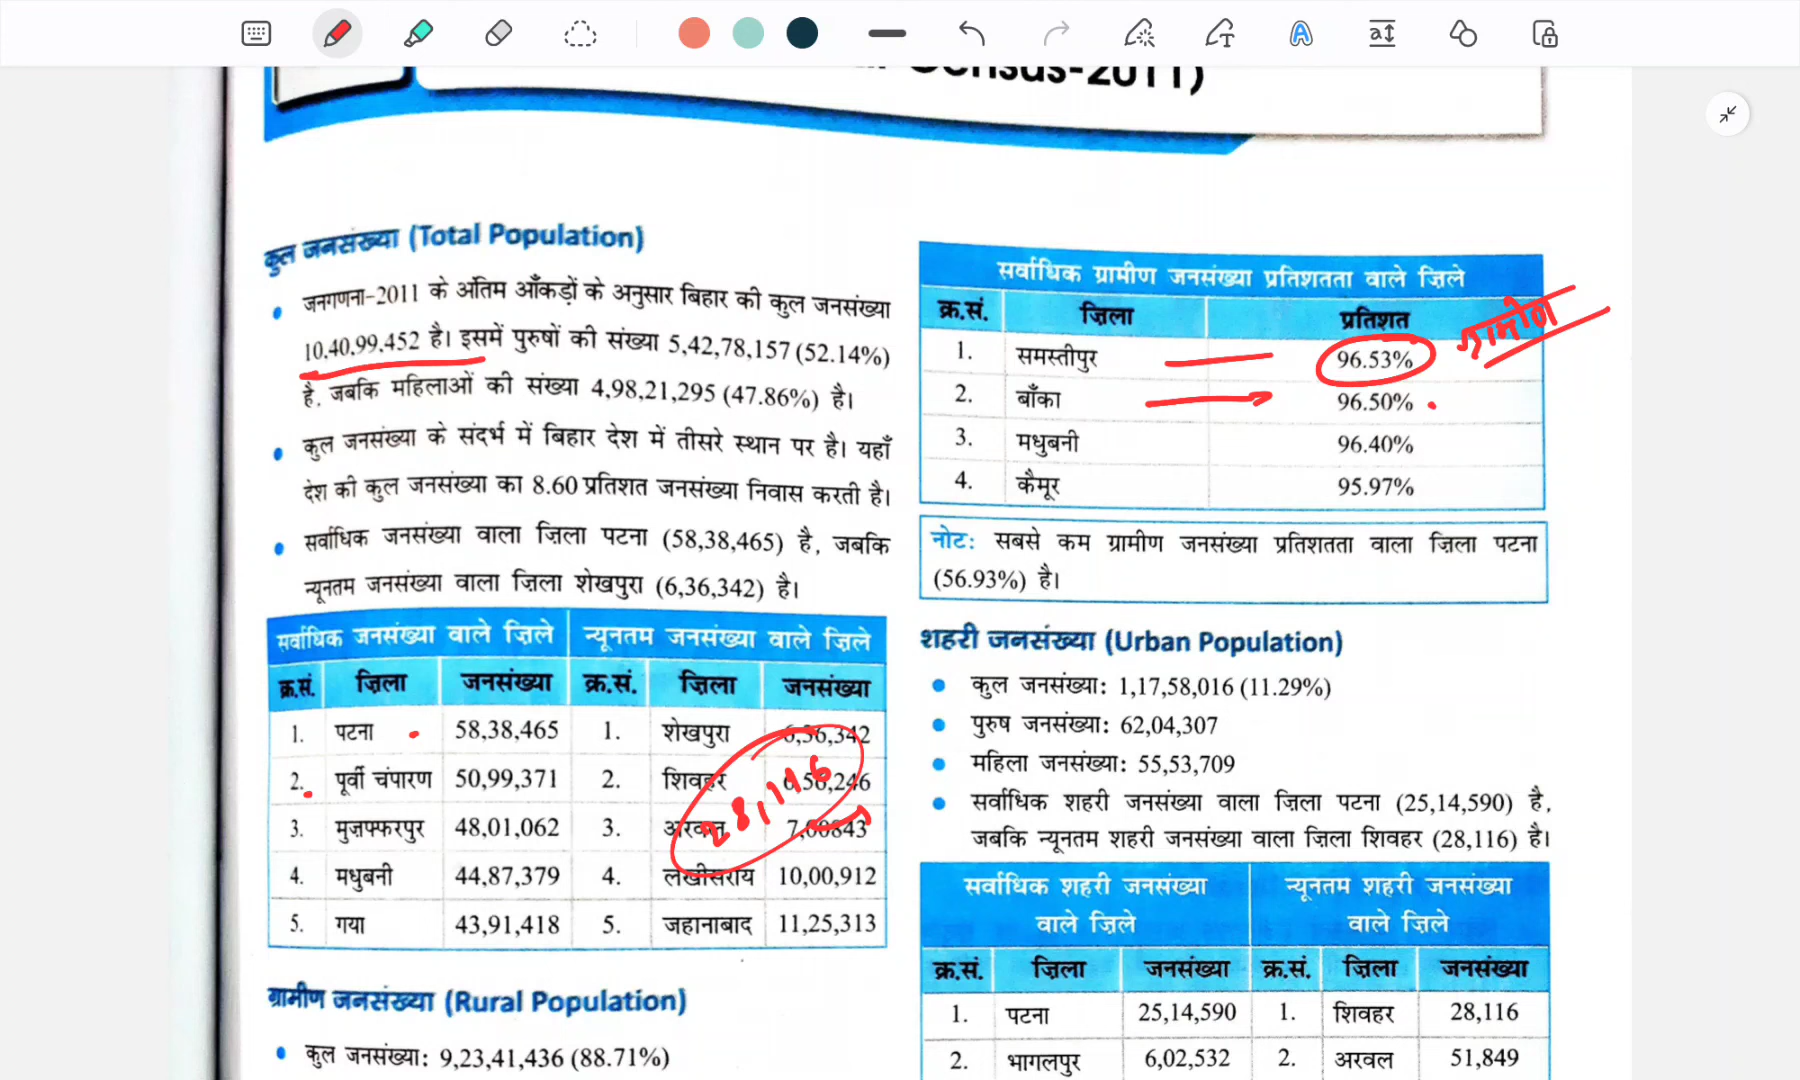 Census-2011)
कुल जनसंख्या (Total Population)
जनगणना-2011 के अंतिम आँकड़ों के अनुसार बिहार की कुल जनसंख्या
10,40,99,452 है। इसमें पुरुषों की संख्या 5,42,78,157 (52.14%)
है, जबकि महिलाओं की संख्या 4,98,21,295 (47.86%) है।
कुल जनसंख्या के संदर्भ में बिहार देश में तीसरे स्थान पर है। यहाँ
देश की कुल जनसंख्या का 8.60 प्रतिशत जनसंख्या निवास करती है।
सर्वाधिक जनसंख्या वाला ज़िला पटना (58,38,465) है, जबकि
न्यूनतम जनसंख्या वाला ज़िला शेखपुरा (6,36,342) है।
सर्वाधिक जनसंख्या वाले ज़िले न्यूनतम जनसंख्या वाले ज़िले
क्र.सं. ज़िला जनसंख्या क्र.सं. ज़िला जनसंख्या
1. पटना 58,38,465 1. शेखपुरा 6,36,342
2. पूर्वी चंपारण 50,99,371 2. शिवहर 6,56,246
3. मुज़फ्फरपुर 48,01,062 3. अरवल 7,00843
28,116
4. मधुबनी 44,87,379 4. लखीसराय 10,00,912
5. गया 43,91,418 5. जहानाबाद 11,25,313
ग्रामीण जनसंख्या (Rural Population)
कुल जनसंख्या: 9,23,41,436 (88.71%)
सर्वाधिक ग्रामीण जनसंख्या प्रतिशतता वाले ज़िले
क्र.सं. ज़िला प्रतिशत
ग्रामीण
1. समस्तीपुर 96.53%
2. बाँका 96.50%
3. मधुबनी 96.40%
4. कैमूर 95.97%
नोट: सबसे कम ग्रामीण जनसंख्या प्रतिशतता वाला ज़िला पटना
(56.93%) है।
शहरी जनसंख्या (Urban Population)
कुल जनसंख्या: 1,17,58,016 (11.29%)
पुरुष जनसंख्या: 62,04,307
महिला जनसंख्या: 55,53,709
सर्वाधिक शहरी जनसंख्या वाला ज़िला पटना (25,14,590) है,
जबकि न्यूनतम शहरी जनसंख्या वाला ज़िला शिवहर (28,116) है।
सर्वाधिक शहरी जनसंख्या न्यूनतम शहरी जनसंख्या
वाले ज़िले वाले ज़िले
क्र.सं. ज़िला जनसंख्या क्र.सं. ज़िला जनसंख्या
1. पटना 25,14,590 1. शिवहर 28,116
2. भागलपुर 6,02,532 2. अरवल 51,849